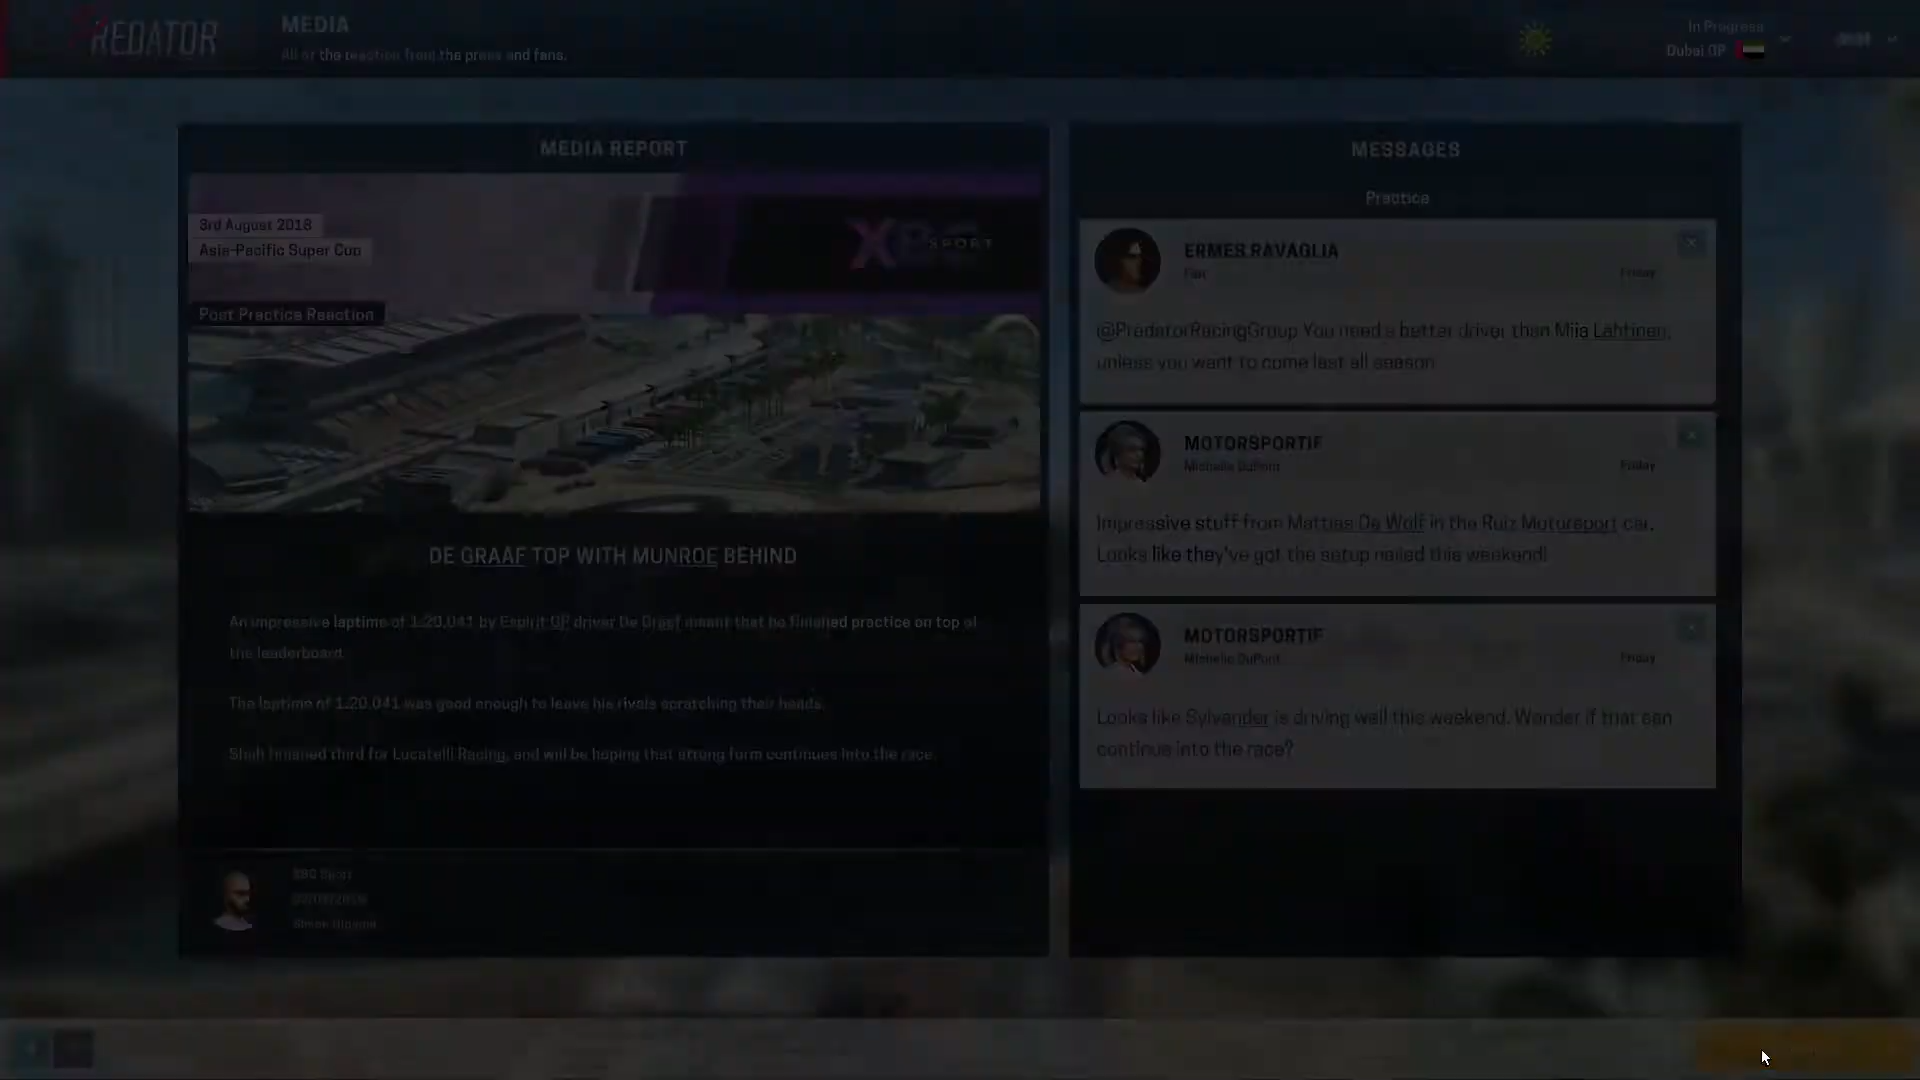 PREDATOR
MEDIA
All of the reaction from the press and fans.
In Progress
Dubai GP
MEDIA REPORT
3rd August 2018
Asia-Pacific Super Cup
SPORT
Post Practice Reaction
DE GRAAF TOP WITH MUNROE BEHIND
An impressive laptime of 1:20.041 by Espirit GP driver De Graaf meant that he finished practice on top of
the leaderboard.
The laptime of 1:20.041 was good enough to leave his rivals scratching their heads.
Shah finished third for Lucatelli Racing, and will be hoping that strong form continues into the race.
Sport
MESSAGES
Practice
ERMES RAVAGLIA
Fan
Friday
@PredatorRacingGroup You need a better driver than Miia Lahtinen,
unless you want to come last all season
MOTORSPORTIF
Michelle DuPont
Friday
Impressive stuff from Mattias De Wolf in the Ruiz Motorsport car.
Looks like they've got the setup nailed this weekend!
MOTORSPORTIF
Michelle DuPont
Friday
Looks like Sylvander is driving well this weekend. Wonder if that can
continue into the race?